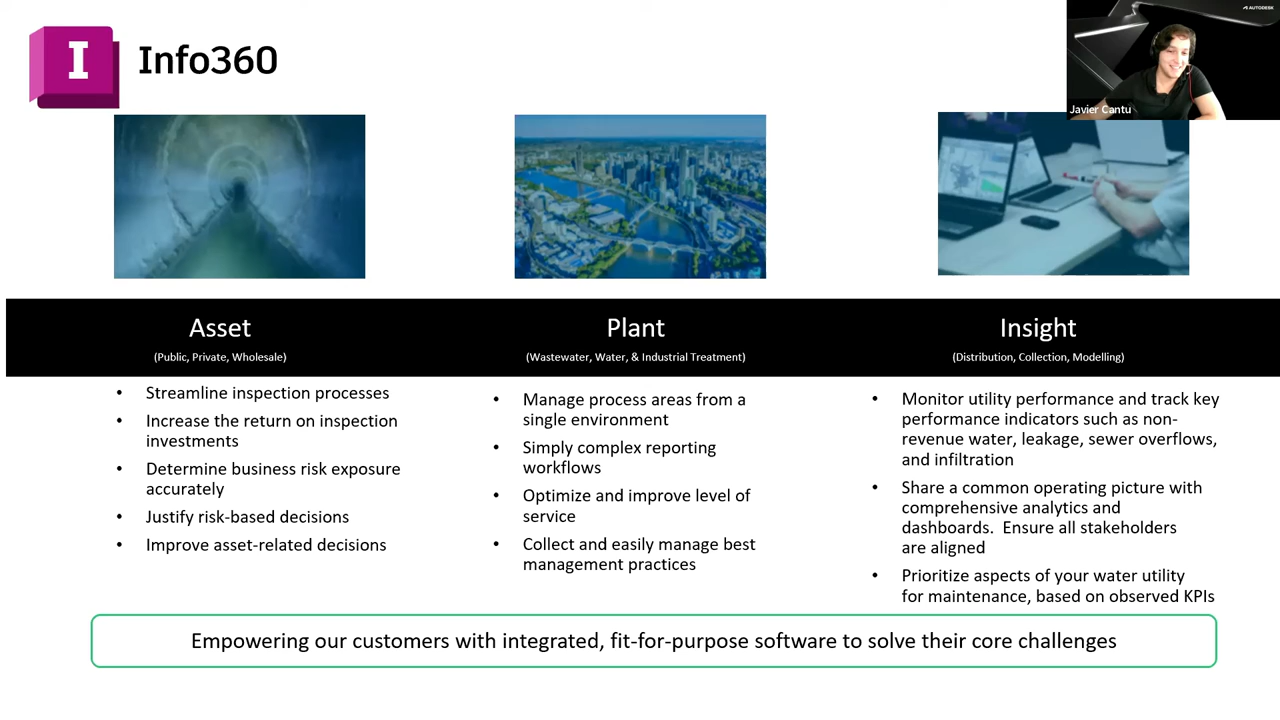 I
Info360
AUTODESK
Javier Cantu
Asset
(Public, Private, Wholesale)
• Streamline inspection processes
• Increase the return on inspection
investments
• Determine business risk exposure
accurately
• Justify risk-based decisions
• Improve asset-related decisions
Plant
(Wastewater, Water, & Industrial Treatment)
• Manage process areas from a
single environment
• Simply complex reporting
workflows
• Optimize and improve level of
service
• Collect and easily manage best
management practices
Insight
(Distribution, Collection, Modelling)
• Monitor utility performance and track key
performance indicators such as non-
revenue water, leakage, sewer overflows,
and infiltration
• Share a common operating picture with
comprehensive analytics and
dashboards. Ensure all stakeholders
are aligned
• Prioritize aspects of your water utility
for maintenance, based on observed KPIs
Empowering our customers with integrated, fit-for-purpose software to solve their core challenges